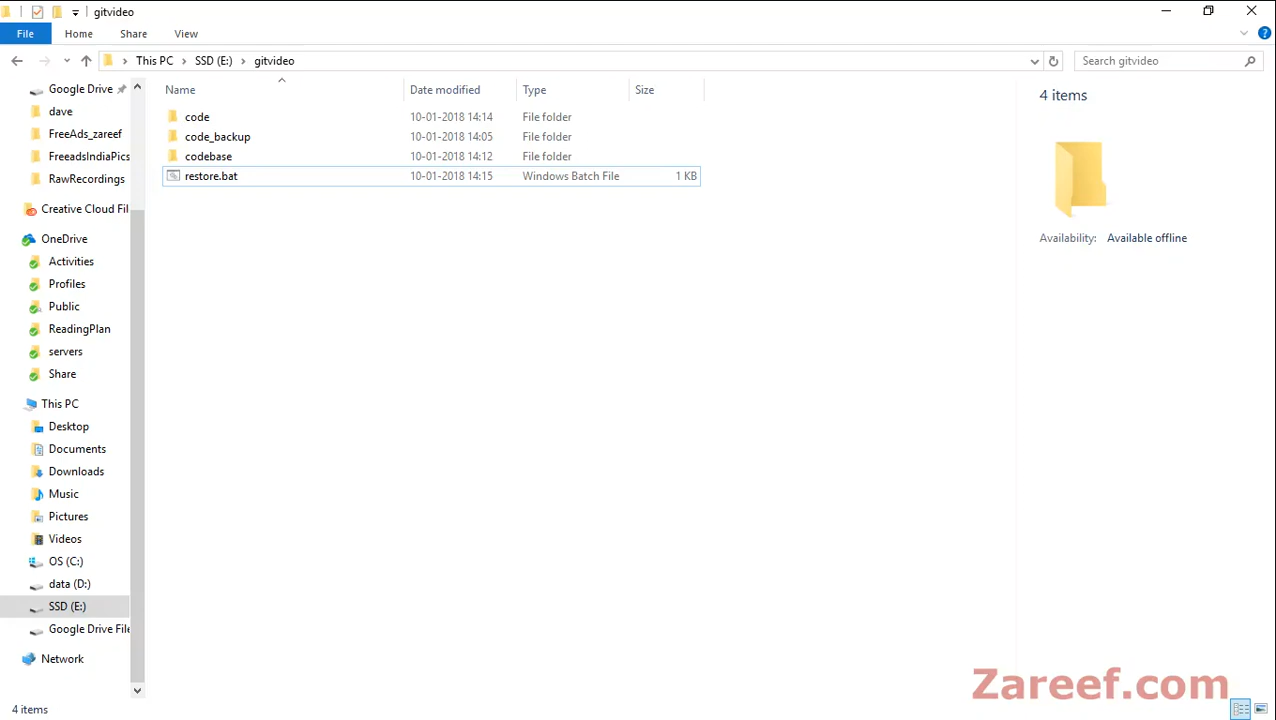 gitvideo
File Home Share View
This PC SSD (E:) gitvideo Search gitvideo
Name Date modified Type Size
code 10-01-2018 14:14 File folder
code_backup 10-01-2018 14:05 File folder
codebase 10-01-2018 14:12 File folder
restore.bat 10-01-2018 14:15 Windows Batch File 1 KB
Google Drive
dave
FreeAds_zareef
FreeadsIndiaPics
RawRecordings
Creative Cloud Fil
OneDrive
Activities
Profiles
Public
ReadingPlan
servers
Share
This PC
Desktop
Documents
Downloads
Music
Pictures
Videos
OS (C:)
data (D:)
SSD (E:)
Google Drive File
Network
4 items
Availability: Available offline
4 items
Zareef.com